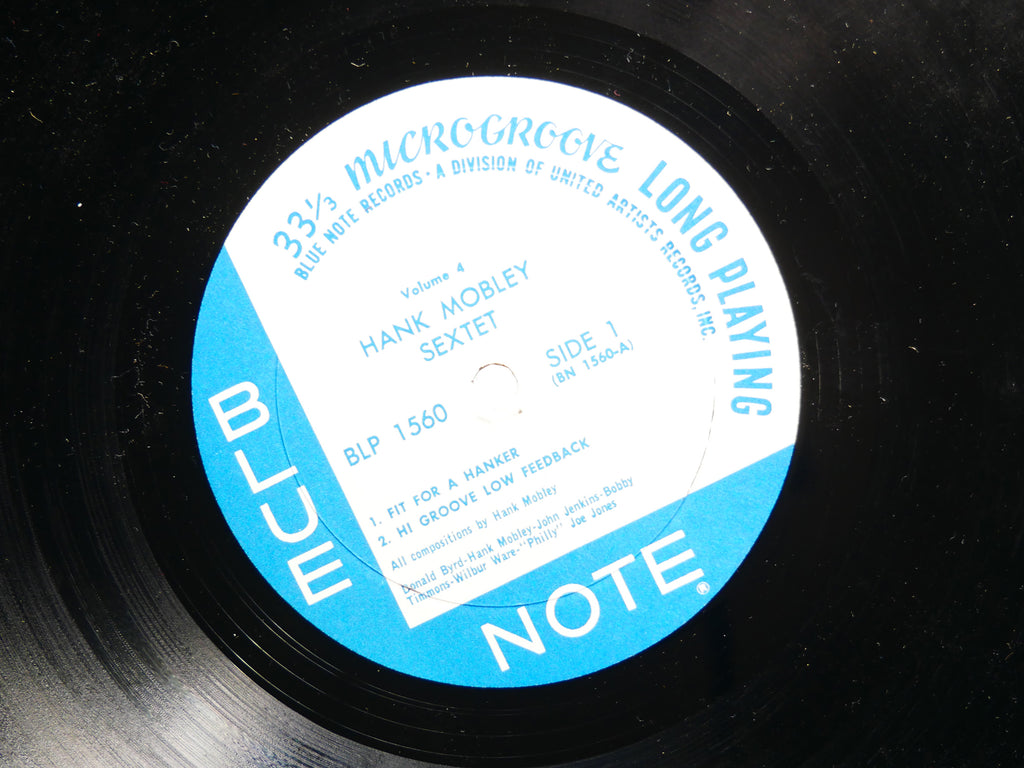 33⅓ MICROGROOVE LONG PLAYING
BLUE NOTE RECORDS · A DIVISION OF UNITED ARTISTS RECORDS, INC.
Volume 4
HANK MOBLEY
SEXTET
BLP 1560
SIDE 1
(BN 1560-A)
1. FIT FOR A HANKER
2. HI GROOVE LOW FEEDBACK
All compositions by Hank Mobley
Donald Byrd-Hank Mobley-John Jenkins-Bobby
Timmons-Wilbur Ware-"Philly" Joe Jones
BLUE
NOTE®